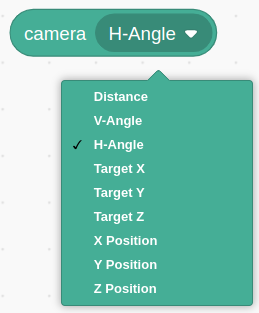 camera H-Angle
Distance
V-Angle
H-Angle
Target X
Target Y
Target Z
X Position
Y Position
Z Position